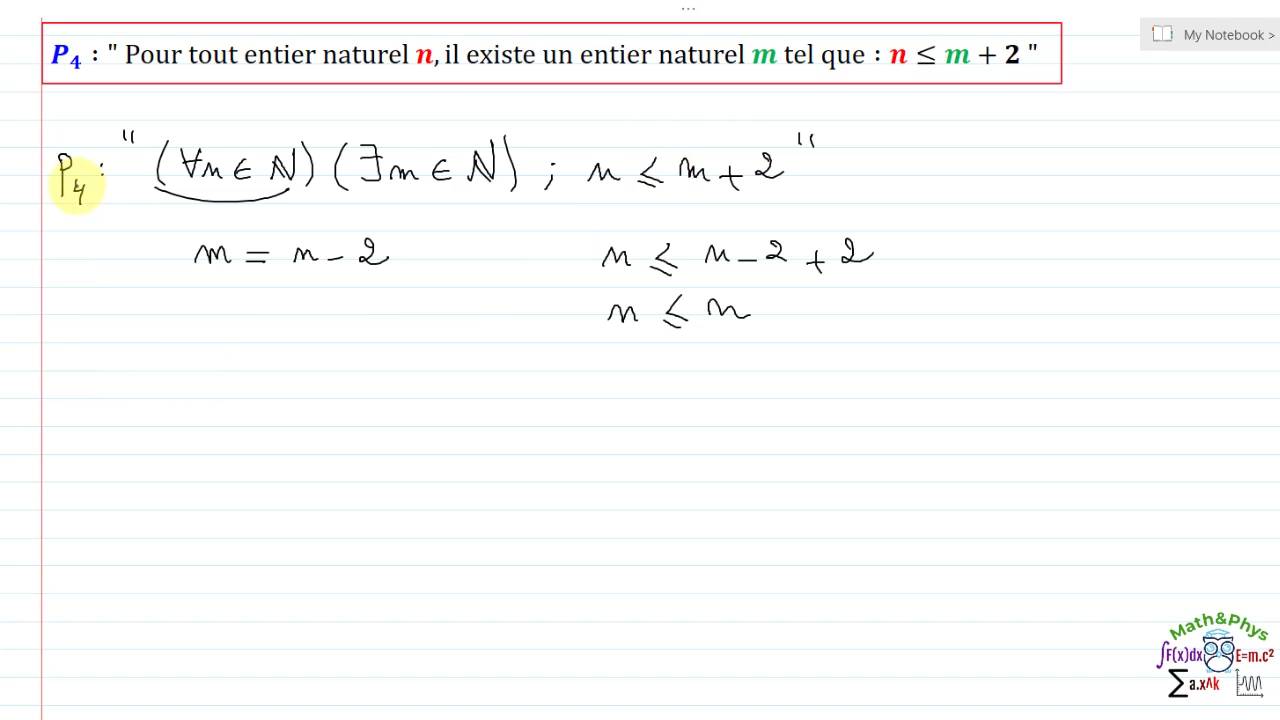 ...
My Notebook >
P₄ : " Pour tout entier naturel n, il existe un entier naturel m tel que : n ≤ m + 2 "
P₄ : " (∀n ∈ ℕ) (∃m ∈ ℕ) ; n ≤ m + 2 "
m = n - 2 n ≤ n - 2 + 2
n ≤ n
Math&Phys
∫F(x)dx E=m.c²
∑ a.x^k